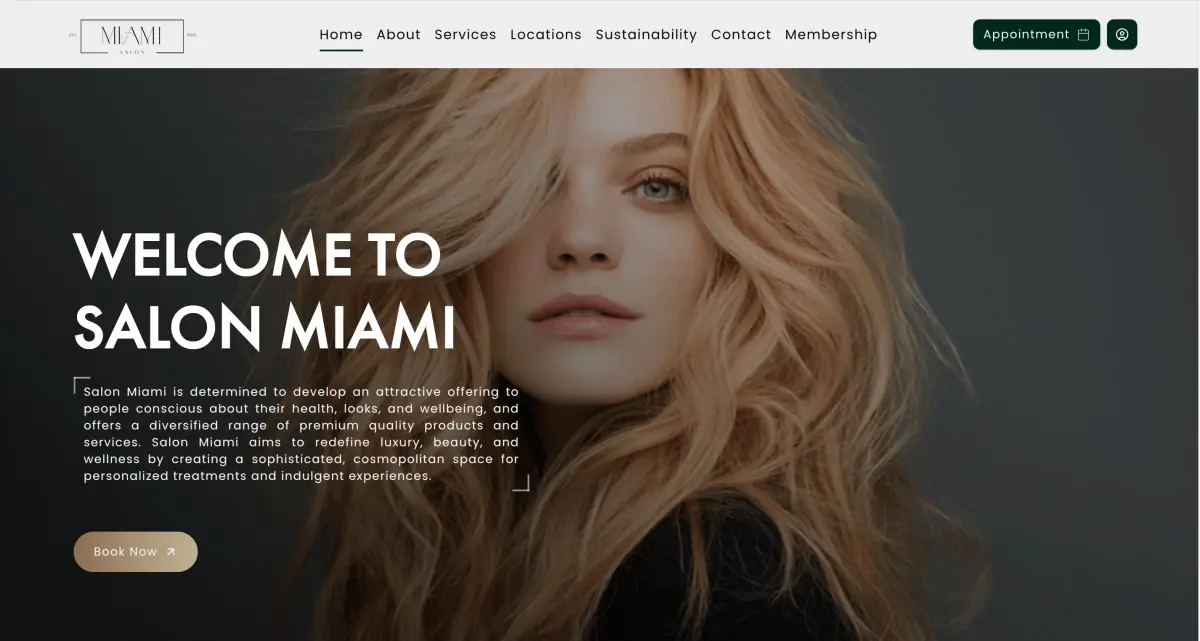 MIAMI
SALON
Home About Services Locations Sustainability Contact Membership
Appointment
WELCOME TO
SALON MIAMI
Salon Miami is determined to develop an attractive offering to
people conscious about their health, looks, and wellbeing, and
offers a diversified range of premium quality products and
services. Salon Miami aims to redefine luxury, beauty, and
wellness by creating a sophisticated, cosmopolitan space for
personalized treatments and indulgent experiences.
Book Now